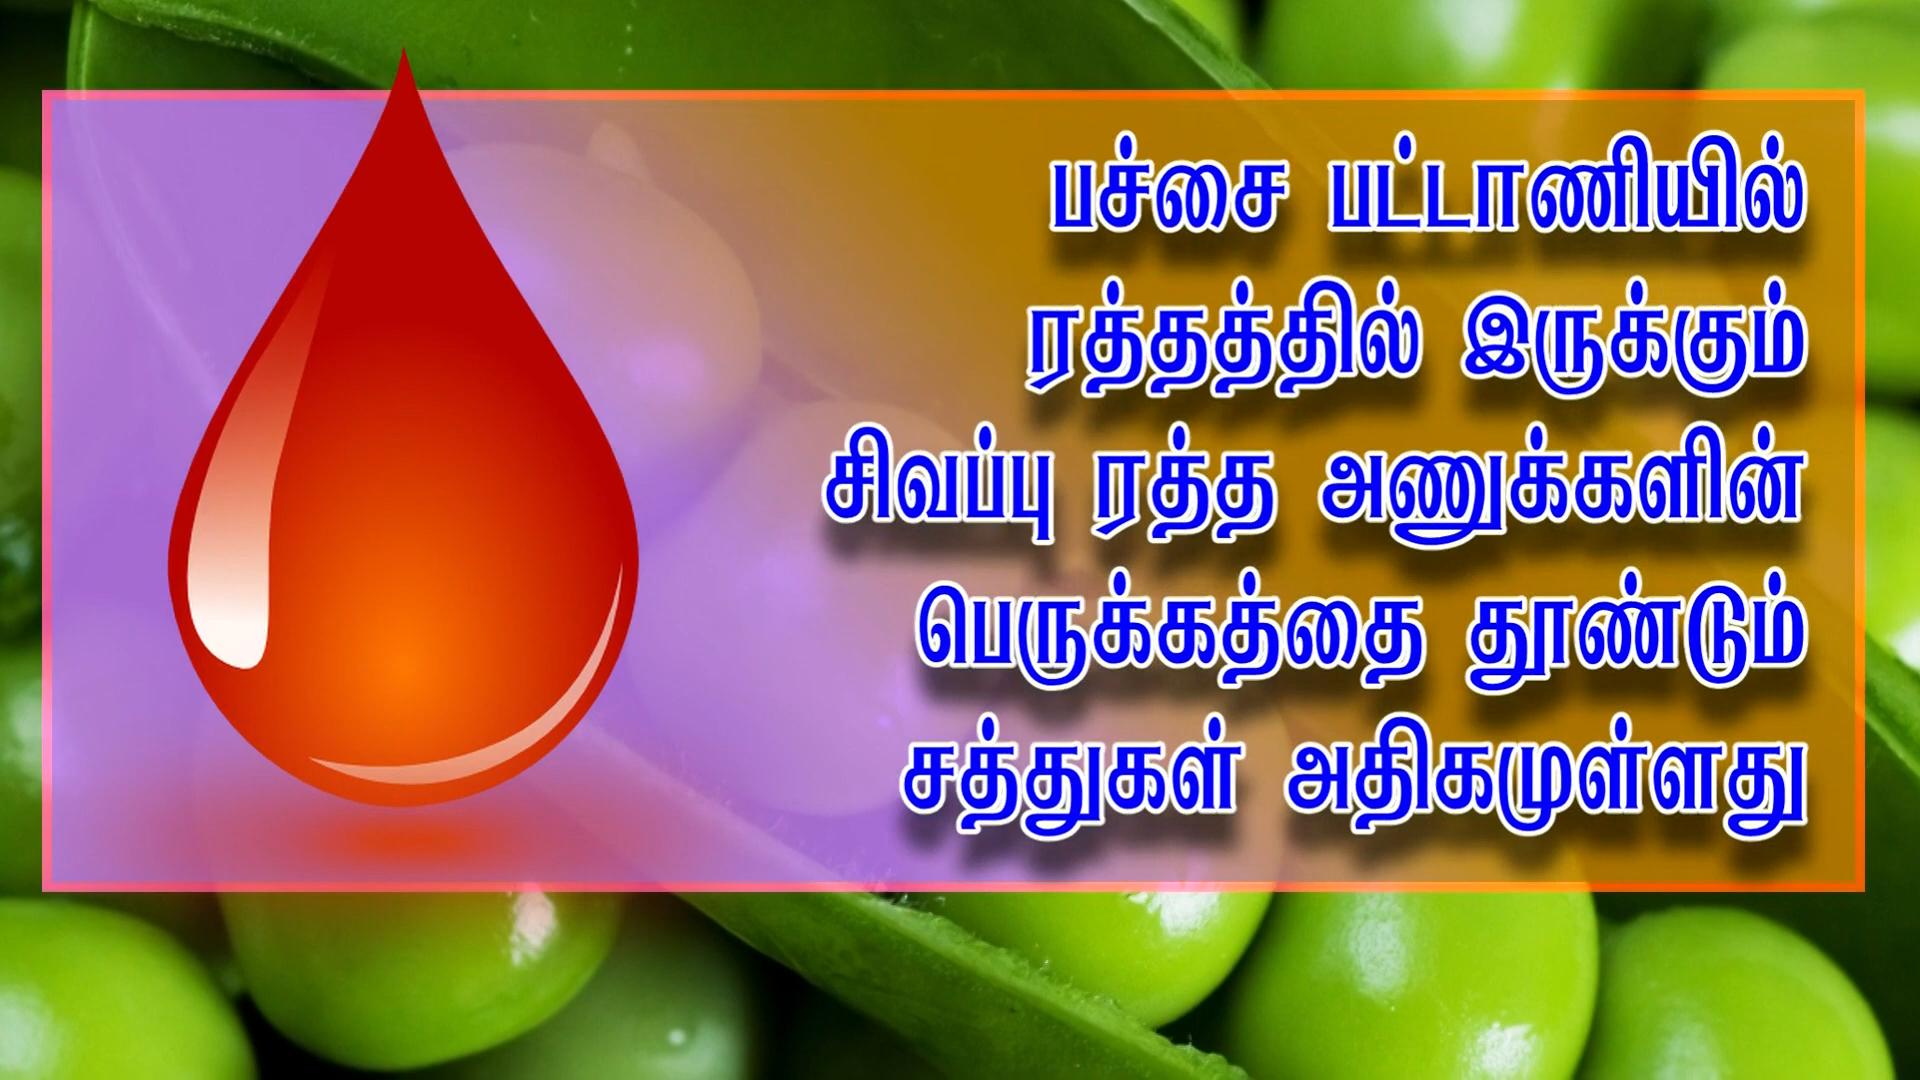 பச்சை பட்டாணியில்
ரத்தத்தில் இருக்கும்
சிவப்பு ரத்த அணுக்களின்
பெருக்கத்தை தூண்டும்
சத்துகள் அதிகமுள்ளது